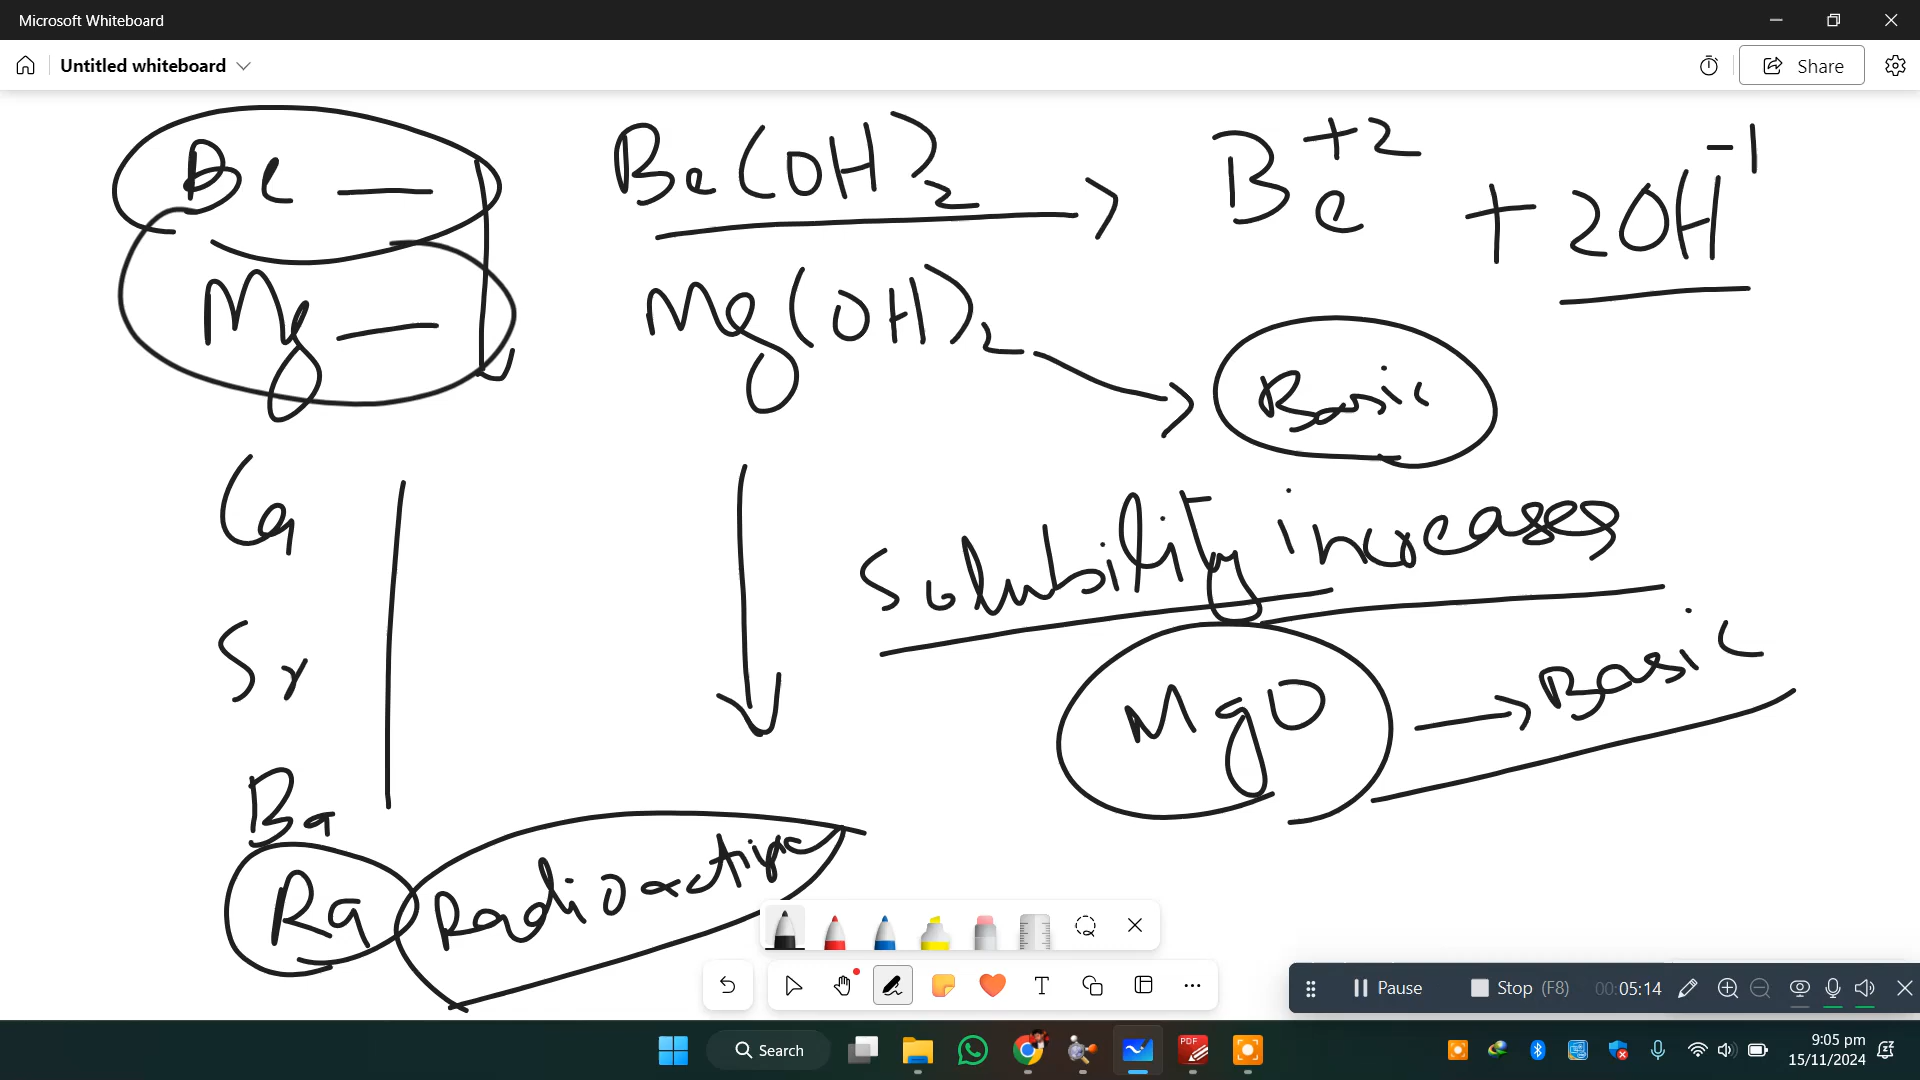 Microsoft Whiteboard
Untitled whiteboard
Share
Be — Be(OH)2 → Be+2 + 2OH-1
Mg — Mg(OH)2 → Basic
Ca
Solubility increases
Sr
MgO → Basic
Ba
Ra Radioactive
Pause Stop (F8) 00:05:14
Search
PDF
9:05 pm
15/11/2024